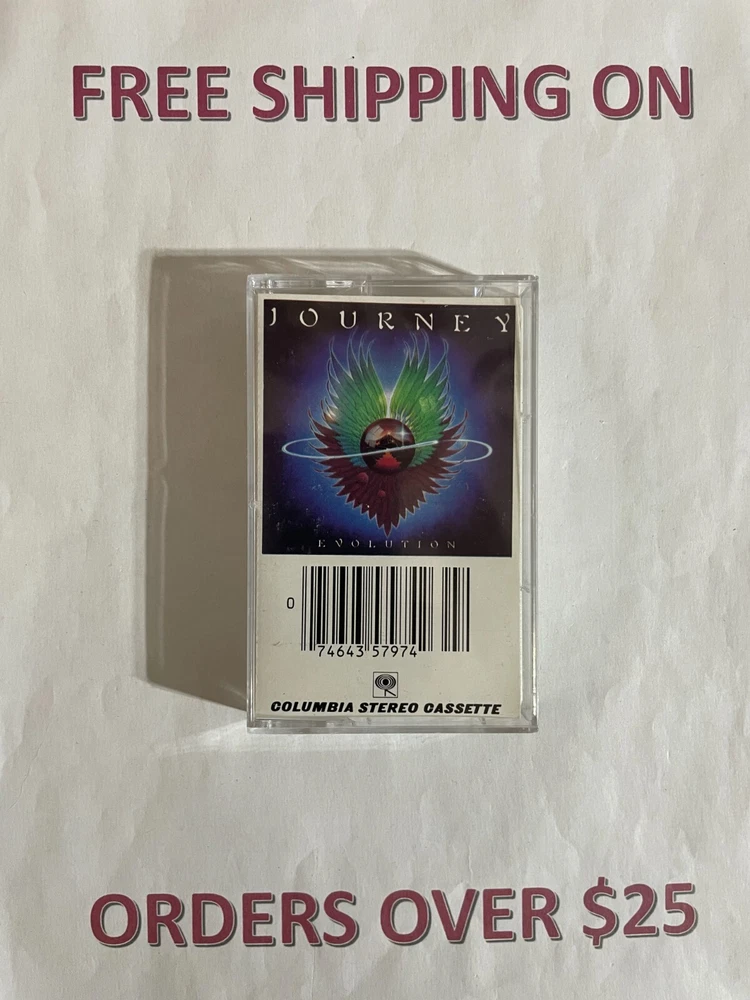 FREE SHIPPING ON
JOURNEY
EVOLUTION
0
74643 57974
COLUMBIA STEREO CASSETTE
ORDERS OVER $25